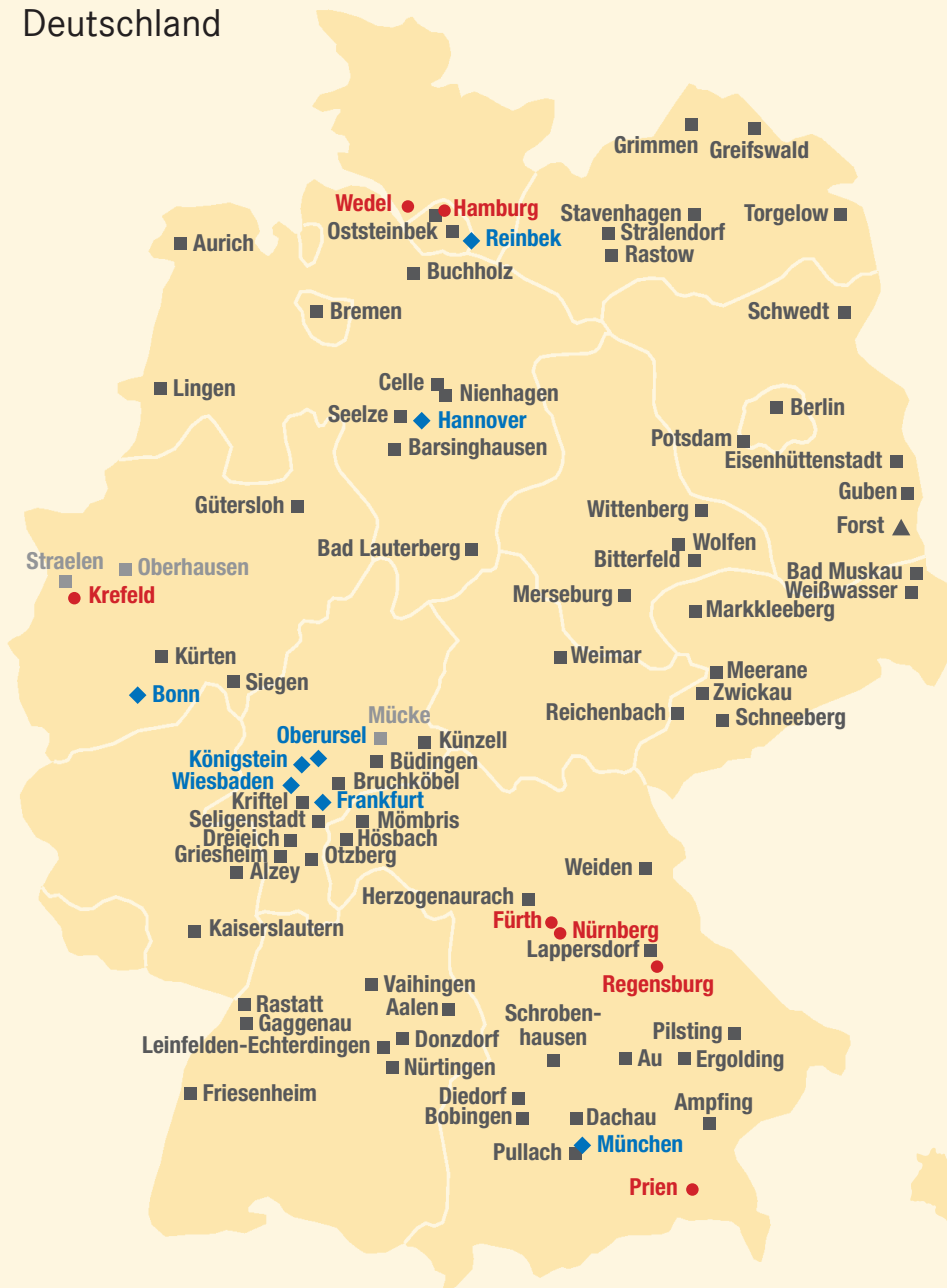 Deutschland
Grimmen
Greifswald
Wedel
Hamburg
Stavenhagen
Torgelow
Oststeinbek
Reinbek
Stralendorf
Aurich
Rastow
Buchholz
Bremen
Schwedt
Celle
Lingen
Nienhagen
Seelze
Hannover
Berlin
Potsdam
Barsinghausen
Eisenhüttenstadt
Guben
Gütersloh
Wittenberg
Forst
Wolfen
Bad Lauterberg
Bitterfeld
Straelen
Oberhausen
Bad Muskau
Weißwasser
Krefeld
Merseburg
Markkleeberg
Kürten
Weimar
Siegen
Meerane
Bonn
Zwickau
Reichenbach
Schneeberg
Mücke
Oberursel
Künzell
Königstein
Büdingen
Wiesbaden
Bruchköbel
Kriftel
Frankfurt
Seligenstadt
Mömbris
Dreieich
Hösbach
Griesheim
Otzberg
Alzey
Weiden
Herzogenaurach
Fürth
Nürnberg
Kaiserslautern
Lappersdorf
Regensburg
Vaihingen
Rastatt
Aalen
Schroben-
hausen
Gaggenau
Pilsting
Donzdorf
Leinfelden-Echterdingen
Au
Ergolding
Nürtingen
Friesenheim
Diedorf
Ampfing
Bobingen
Dachau
München
Pullach
Prien